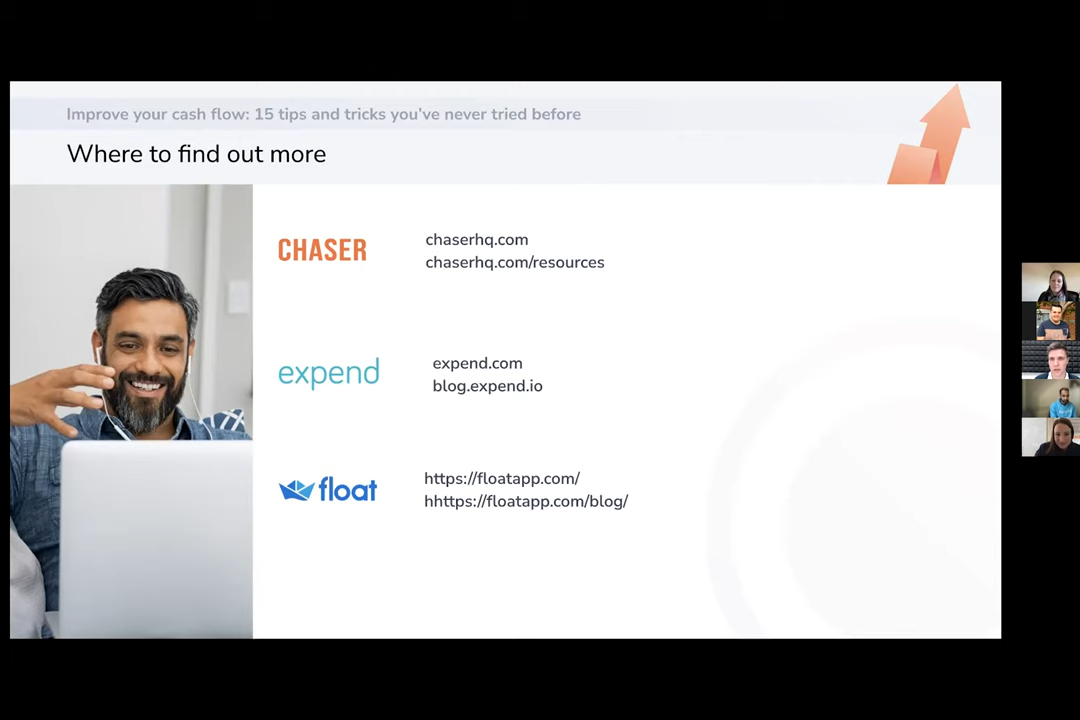 Improve your cash flow: 15 tips and tricks you've never tried before
Where to find out more
CHASER
chaserhq.com
chaserhq.com/resources
expend
expend.com
blog.expend.io
float
https://floatapp.com/
hhttps://floatapp.com/blog/